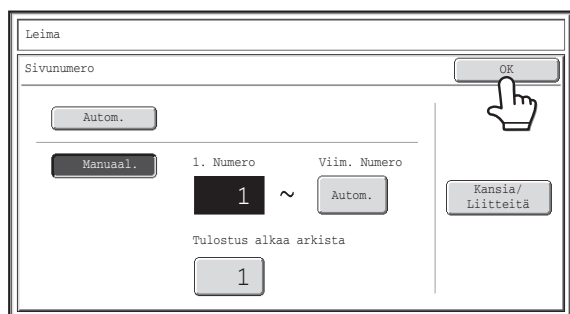 Leima
Sivunumero
OK
Autom.
Manuaal.
1. Numero
Viim. Numero
1
~
Autom.
Kansia/
Liitteitä
Tulostus alkaa arkista
1